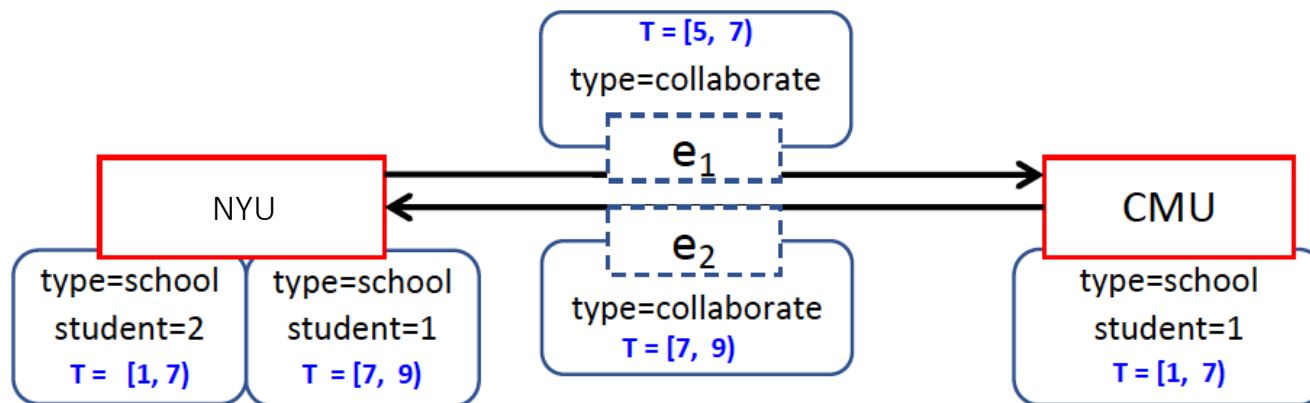 T = [5, 7)
type=collaborate
e1
NYU
CMU
e2
type=school
student=2
T = [1, 7)
type=school
student=1
T = [7, 9)
type=collaborate
T = [7, 9)
type=school
student=1
T = [1, 7)